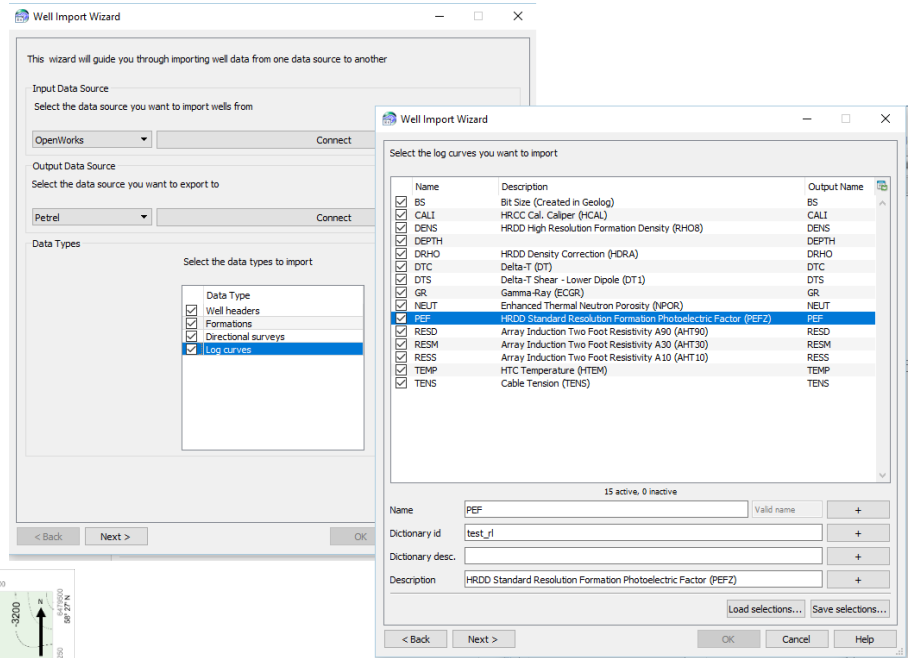 Well Import Wizard
This wizard will guide you through importing well data from one data source to another
Input Data Source
Select the data source you want to import wells from
OpenWorks Connect
Output Data Source
Select the data source you want to export to
Petrel Connect
Data Types
Select the data types to import
Data Type
Well headers
Formations
Directional surveys
Log curves
< Back Next > OK
Well Import Wizard
Select the log curves you want to import
Name Description Output Name
BS Bit Size (Created in Geolog) BS
CALI HRCC Cal. Caliper (HCAL) CALI
DENS HRDD High Resolution Formation Density (RHO8) DENS
DEPTH DEPTH
DRHO HRDD Density Correction (HDRA) DRHO
DTC Delta-T (DT) DTC
DTS Delta-T Shear - Lower Dipole (DT1) DTS
GR Gamma-Ray (ECGR) GR
NEUT Enhanced Thermal Neutron Porosity (NPOR) NEUT
PEF HRDD Standard Resolution Formation Photoelectric Factor (PEFZ) PEF
RESD Array Induction Two Foot Resistivity A90 (AHT90) RESD
RESM Array Induction Two Foot Resistivity A30 (AHT30) RESM
RESS Array Induction Two Foot Resistivity A10 (AHT10) RESS
TEMP HTC Temperature (HTEM) TEMP
TENS Cable Tension (TENS) TENS
15 active, 0 inactive
Name PEF Valid name +
Dictionary id test_rl +
Dictionary desc. +
Description HRDD Standard Resolution Formation Photoelectric Factor (PEFZ) +
Load selections... Save selections...
< Back Next > OK Cancel Help
-3200
N
6479500
58° 27' N